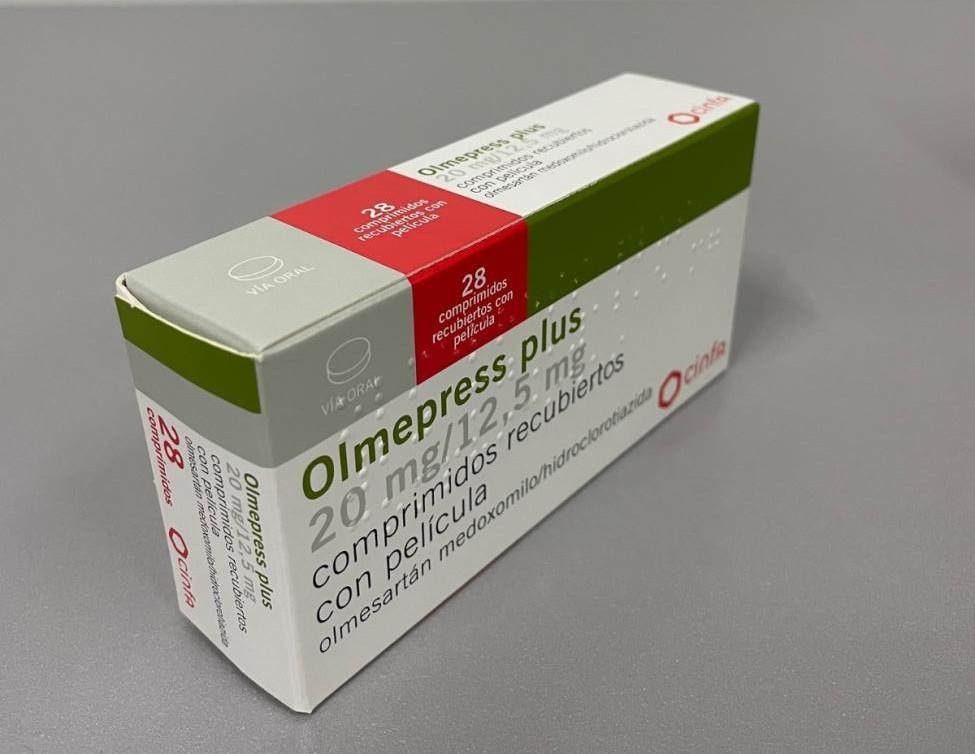 Olmepress plus
20 mg/12,5 mg
comprimidos recubiertos
con película
olmesartán medoxomilo/hidroclorotiazida
cinfa
28
comprimidos
recubiertos con
película
VÍA ORAL
28
comprimidos
recubiertos con
película
VÍA ORAL
Olmepress plus
20 mg/12,5 mg
comprimidos recubiertos
con película
olmesartán medoxomilo/hidroclorotiazida
cinfa
Olmepress plus
20 mg/12,5 mg
comprimidos recubiertos
con película
olmesartán medoxomilo/hidroclorotiazida
28
comprimidos
cinfa